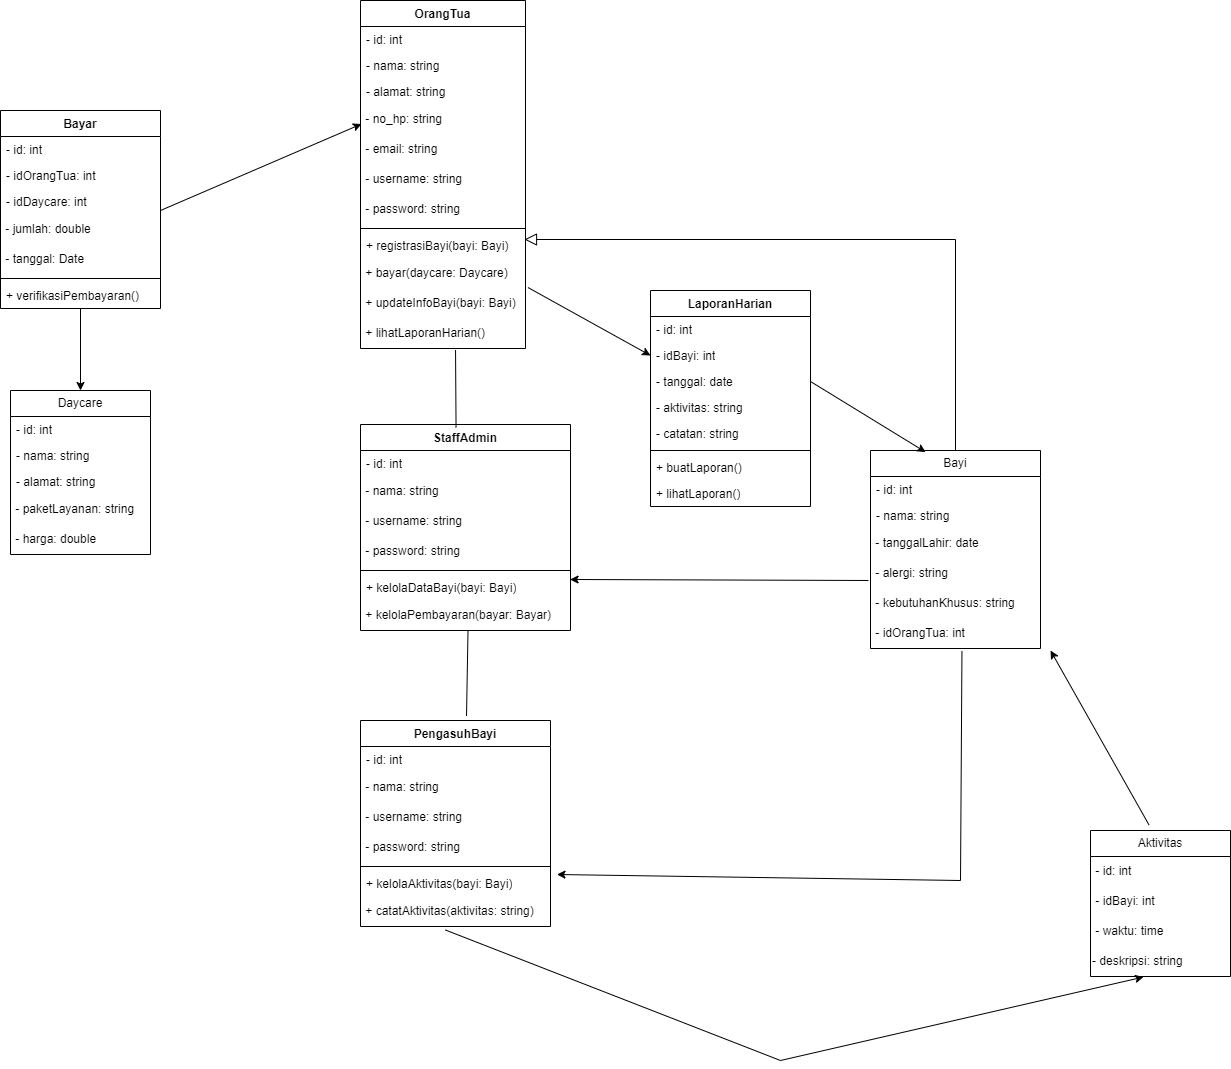 OrangTua
- id: int
- nama: string
- alamat: string
- no_hp: string
- email: string
- username: string
- password: string
+ registrasiBayi(bayi: Bayi)
+ bayar(daycare: Daycare)
+ updateInfoBayi(bayi: Bayi)
+ lihatLaporanHarian()
Bayar
- id: int
- idOrangTua: int
- idDaycare: int
- jumlah: double
- tanggal: Date
+ verifikasiPembayaran()
Daycare
- id: int
- nama: string
- alamat: string
- paketLayanan: string
- harga: double
LaporanHarian
- id: int
- idBayi: int
- tanggal: date
- aktivitas: string
- catatan: string
+ buatLaporan()
+ lihatLaporan()
StaffAdmin
- id: int
- nama: string
- username: string
- password: string
+ kelolaDataBayi(bayi: Bayi)
+ kelolaPembayaran(bayar: Bayar)
Bayi
- id: int
- nama: string
- tanggalLahir: date
- alergi: string
- kebutuhanKhusus: string
- idOrangTua: int
PengasuhBayi
- id: int
- nama: string
- username: string
- password: string
+ kelolaAktivitas(bayi: Bayi)
+ catatAktivitas(aktivitas: string)
Aktivitas
- id: int
- idBayi: int
- waktu: time
- deskripsi: string